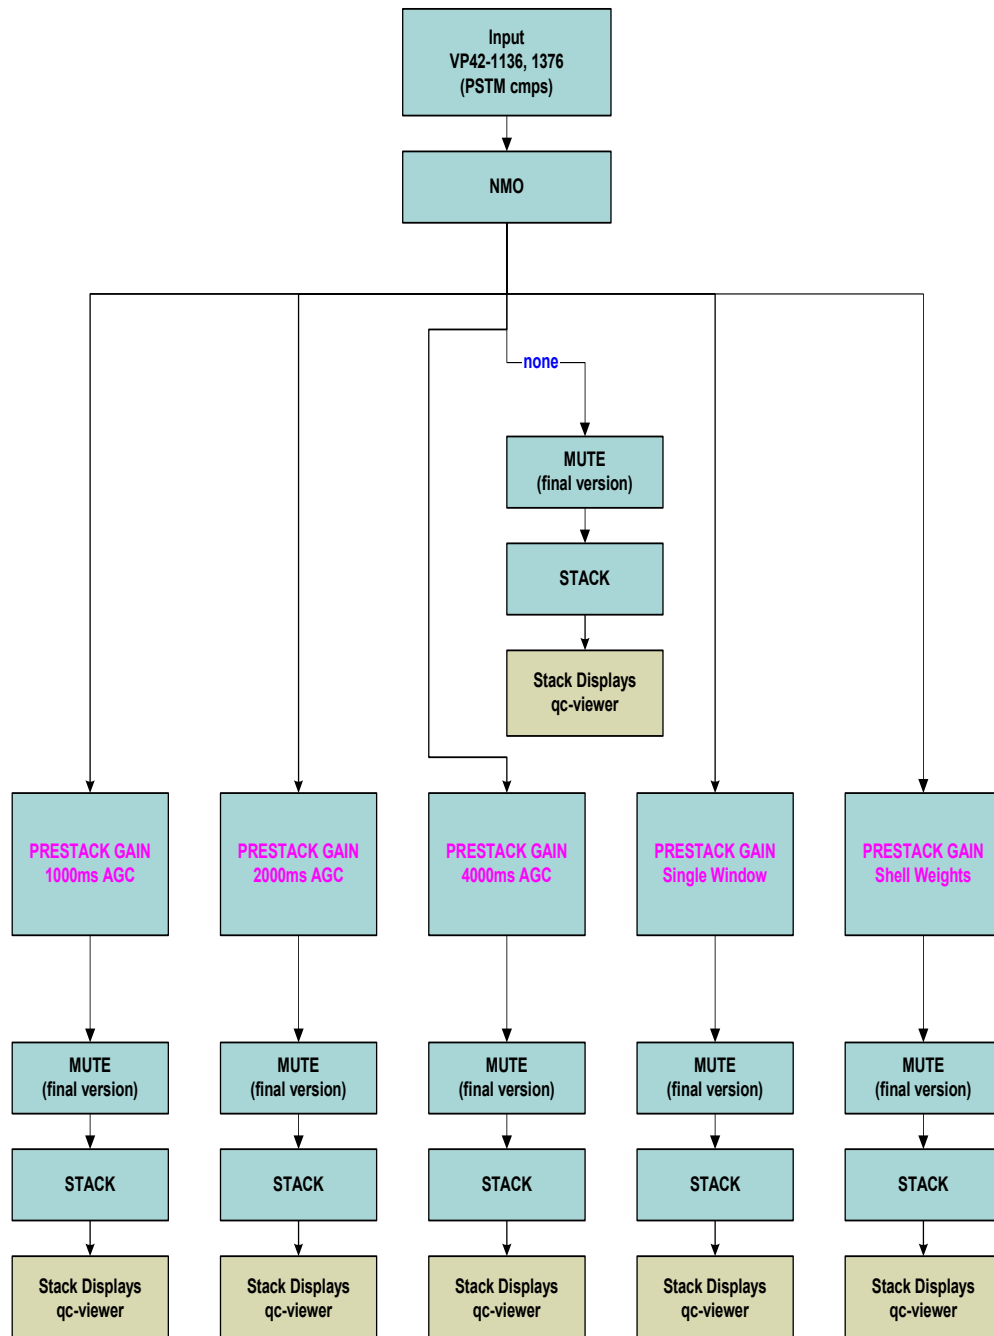 Input
VP42-1136, 1376
(PSTM cmps)
NMO
none
MUTE
(final version)
STACK
Stack Displays
qc-viewer
PRESTACK GAIN
1000ms AGC
PRESTACK GAIN
2000ms AGC
PRESTACK GAIN
4000ms AGC
PRESTACK GAIN
Single Window
PRESTACK GAIN
Shell Weights
MUTE
(final version)
MUTE
(final version)
MUTE
(final version)
MUTE
(final version)
MUTE
(final version)
STACK
STACK
STACK
STACK
STACK
Stack Displays
qc-viewer
Stack Displays
qc-viewer
Stack Displays
qc-viewer
Stack Displays
qc-viewer
Stack Displays
qc-viewer